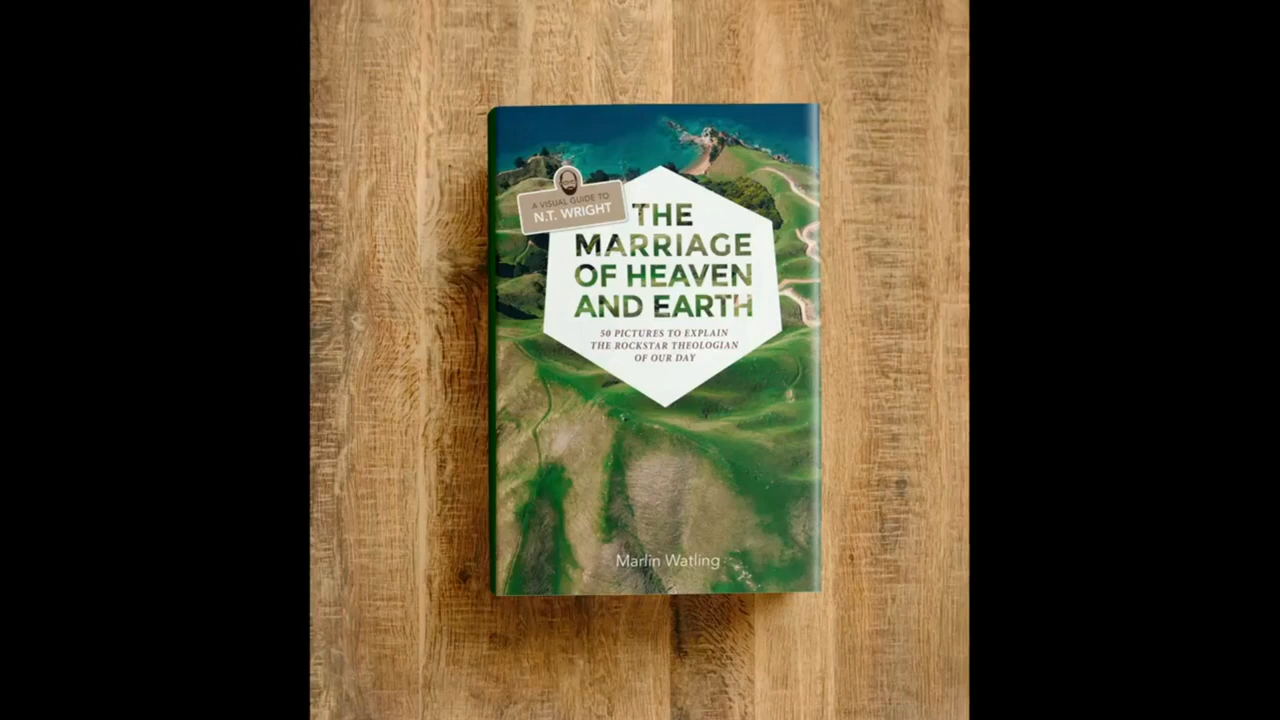 A VISUAL GUIDE TO
N.T. WRIGHT
THE
MARRIAGE
OF HEAVEN
AND EARTH
50 PICTURES TO EXPLAIN
THE ROCKSTAR THEOLOGIAN
OF OUR DAY
Marlin Watling